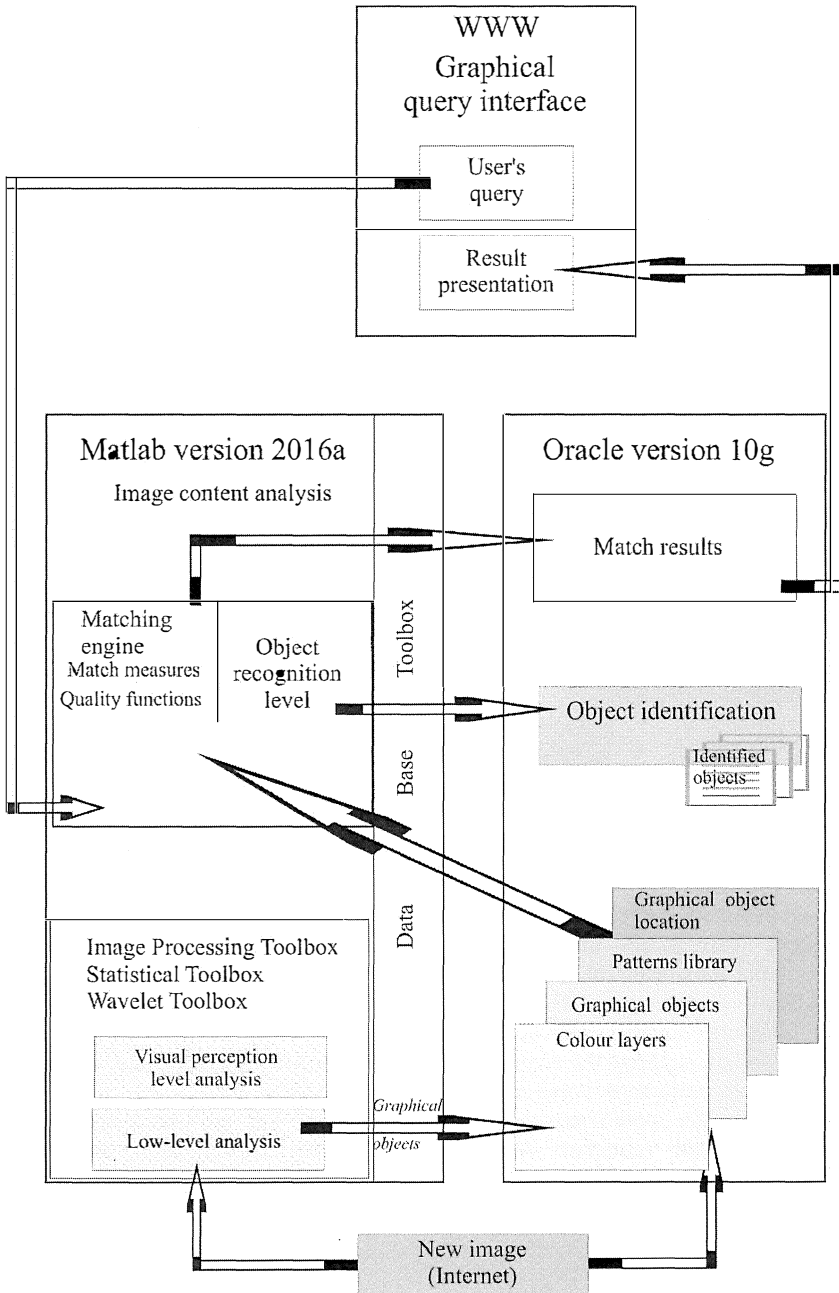 WWW
Graphical
query interface
User's
query
Result
presentation
Matlab version 2016a
Image content analysis
Matching
engine
Match measures
Quality functions
Object
recognition
level
Data Base Toolbox
Image Processing Toolbox
Statistical Toolbox
Wavelet Toolbox
Visual perception
level analysis
Low-level analysis
Graphical
objects
Oracle version 10g
Match results
Object identification
Identified
objects
Graphical object
location
Patterns library
Graphical objects
Colour layers
New image
(Internet)